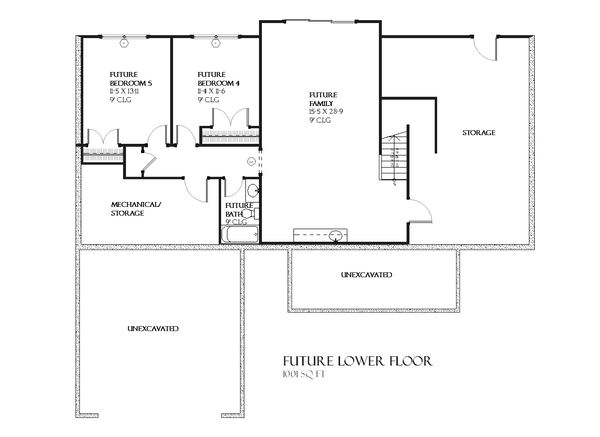 FUTURE
BEDROOM 5
11-5 X 13-11
9' CLG
FUTURE
BEDROOM 4
11-4 X 11-6
9' CLG
FUTURE
FAMILY
15-5 X 28-9
9' CLG
STORAGE
MECHANICAL/
STORAGE
FUTURE
BATH
9' CLG
UNEXCAVATED
UNEXCAVATED
FUTURE LOWER FLOOR
1001 SQ FT